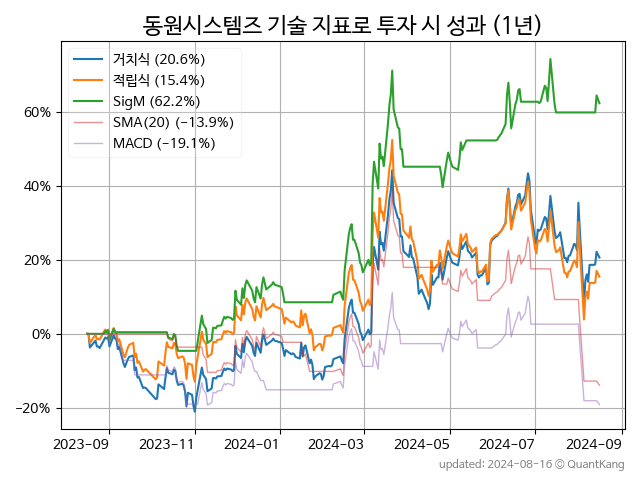 동원시스템즈 기술 지표로 투자 시 성과 (1년)
거치식 (20.6%)
적립식 (15.4%)
SigM (62.2%)
SMA(20) (−13.9%)
MACD (−19.1%)
60%
40%
20%
0%
−20%
2023-09 2023-11 2024-01 2024-03 2024-05 2024-07 2024-09
updated: 2024-08-16 © QuantKang